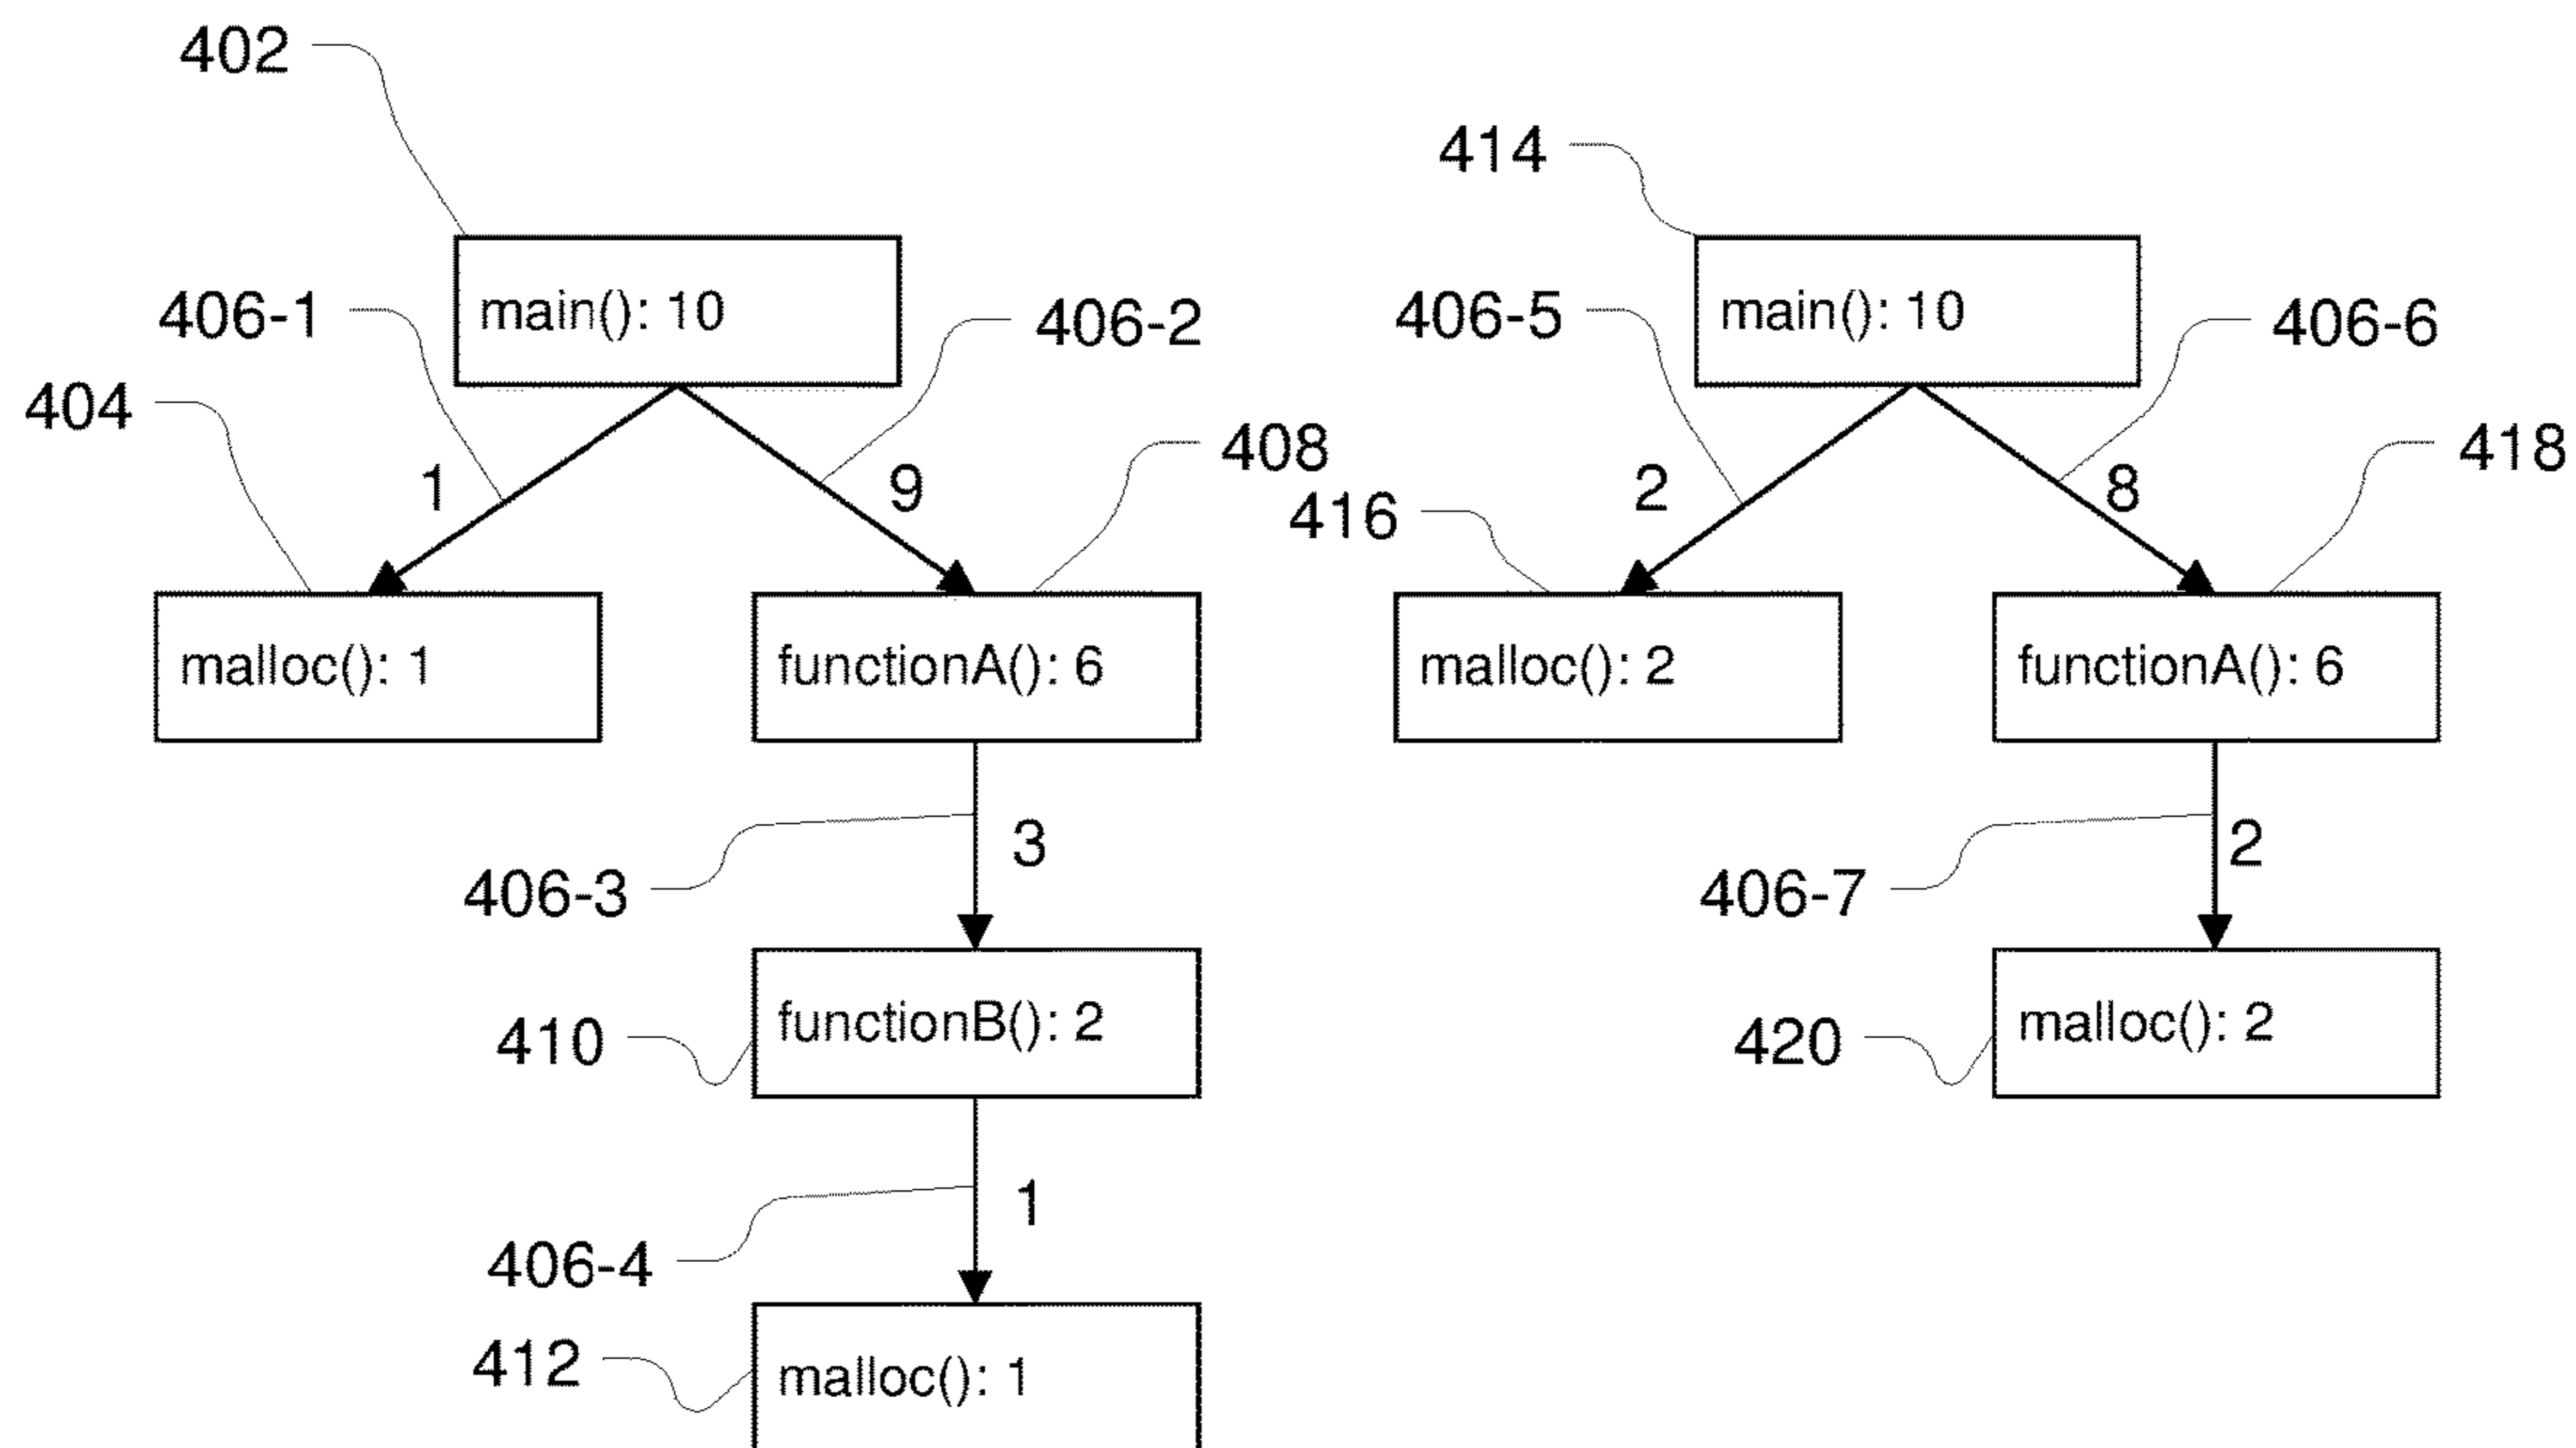 402
414
406-1
main(): 10
406-2
406-5
main(): 10
406-6
404
408
418
1
9
2
8
416
malloc(): 1
functionA(): 6
malloc(): 2
functionA(): 6
3
2
406-3
406-7
410
functionB(): 2
420
malloc(): 2
1
406-4
412
malloc(): 1